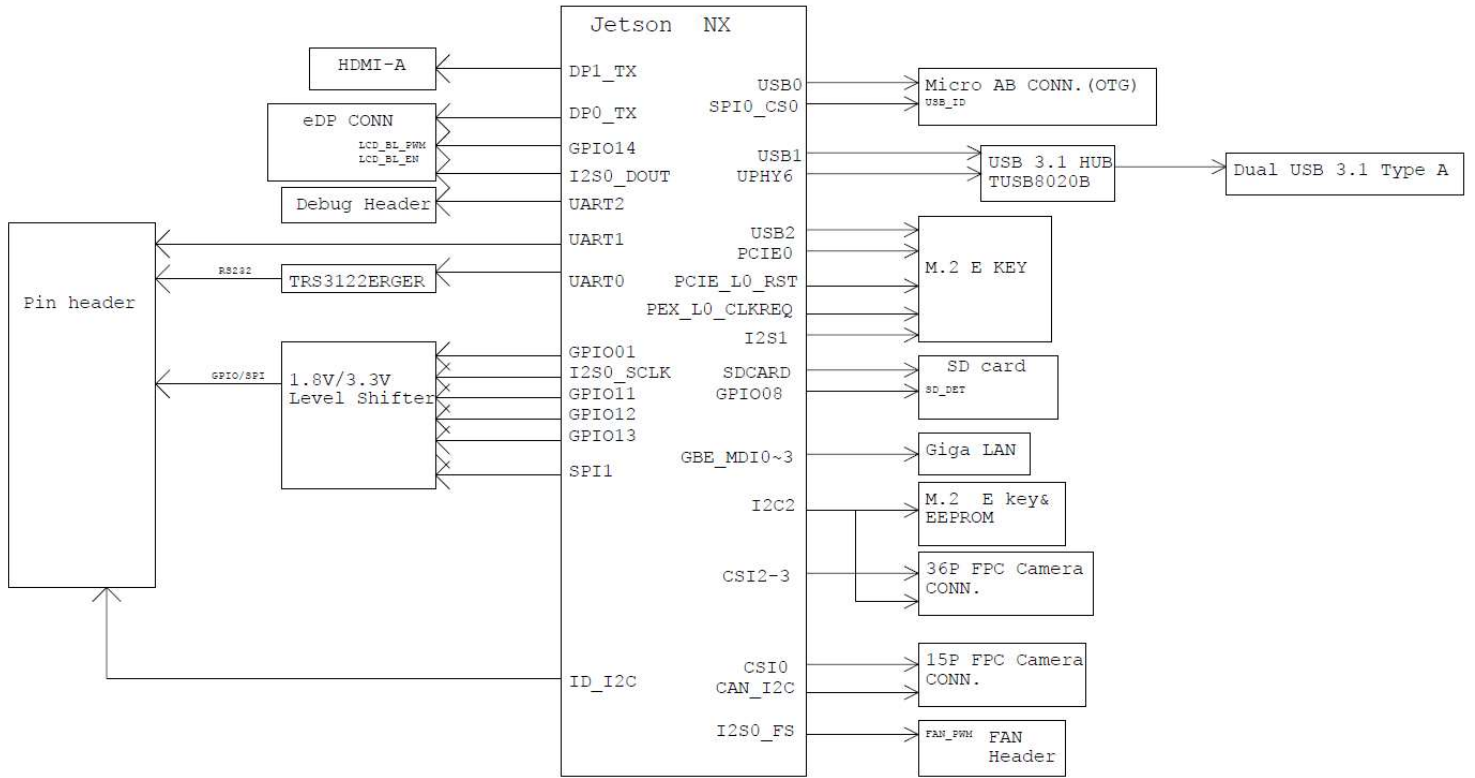 Jetson NX
HDMI-A
DP1_TX
eDP CONN
LCD_BL_PWM
LCD_BL_EN
DP0_TX
GPIO14
I2S0_DOUT
Debug Header
UART2
UART1
Pin header
RS232
TRS3122ERGER
UART0
GPIO/SPI
1.8V/3.3V
Level Shifter
GPIO01
I2S0_SCLK
GPIO11
GPIO12
GPIO13
SPI1
ID_I2C
USB0
SPI0_CS0
Micro AB CONN.(OTG)
USB_ID
USB1
UPHY6
USB 3.1 HUB
TUSB8020B
Dual USB 3.1 Type A
USB2
PCIE0
PCIE_L0_RST
PEX_L0_CLKREQ
I2S1
M.2 E KEY
SDCARD
GPIO08
SD card
SD_DET
GBE_MDI0~3
Giga LAN
I2C2
M.2 E key&
EEPROM
CSI2-3
36P FPC Camera
CONN.
CSI0
CAN_I2C
15P FPC Camera
CONN.
I2S0_FS
FAN_PWM FAN
Header